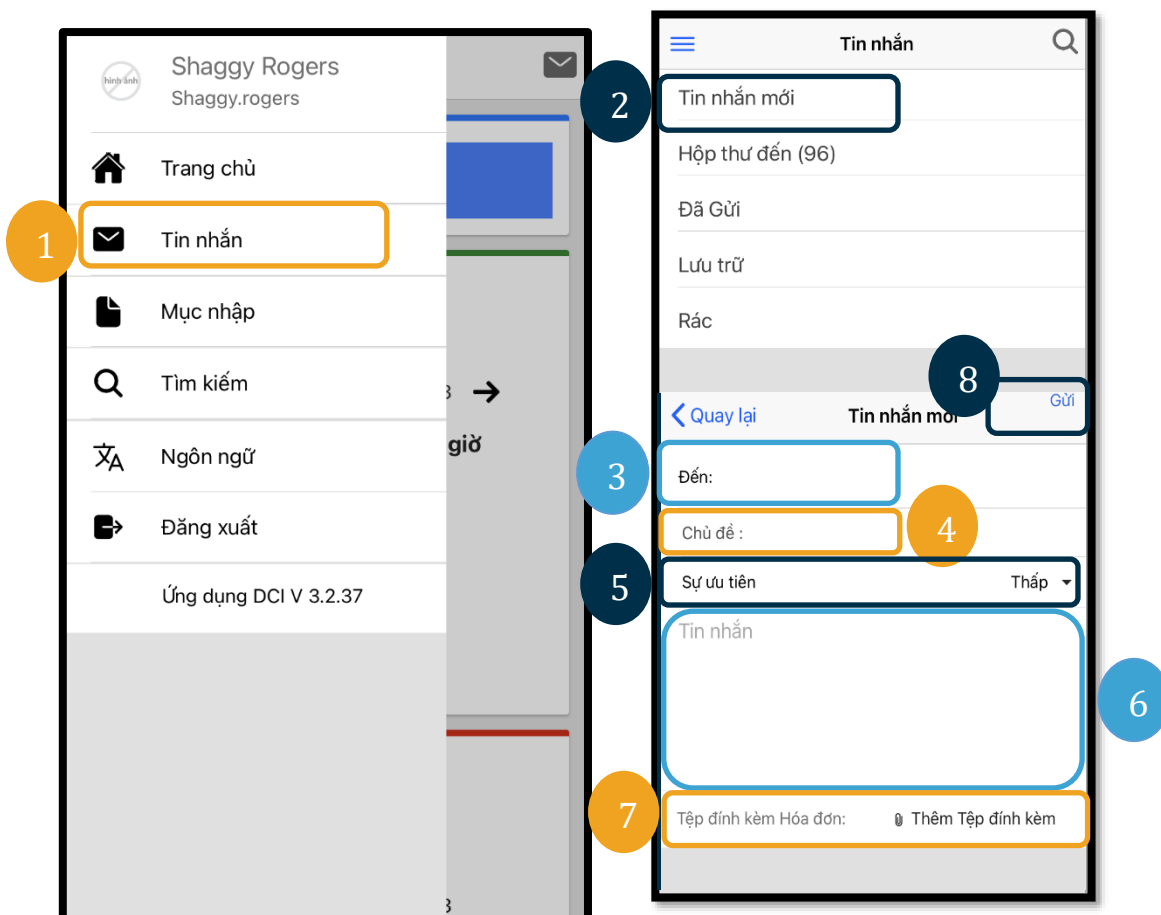 hình ảnh
Shaggy Rogers
Shaggy.rogers
Trang chủ
1
Tin nhắn
Mục nhập
Tìm kiếm
Ngôn ngữ
Đăng xuất
Ứng dụng DCI V 3.2.37
3
giờ
3
Tin nhắn
2
Tin nhắn mới
Hộp thư đến (96)
Đã Gửi
Lưu trữ
Rác
8
Quay lại
Tin nhắn mới
Gửi
3
Đến:
4
Chủ đề :
5
Sự ưu tiên
Thấp
Tin nhắn
6
7
Tệp đính kèm Hóa đơn:
Thêm Tệp đính kèm